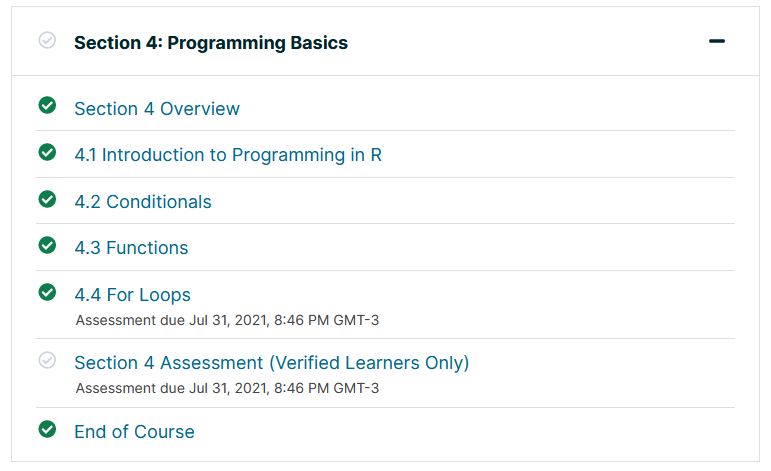 Section 4: Programming Basics
Section 4 Overview
4.1 Introduction to Programming in R
4.2 Conditionals
4.3 Functions
4.4 For Loops
Assessment due Jul 31, 2021, 8:46 PM GMT-3
Section 4 Assessment (Verified Learners Only)
Assessment due Jul 31, 2021, 8:46 PM GMT-3
End of Course